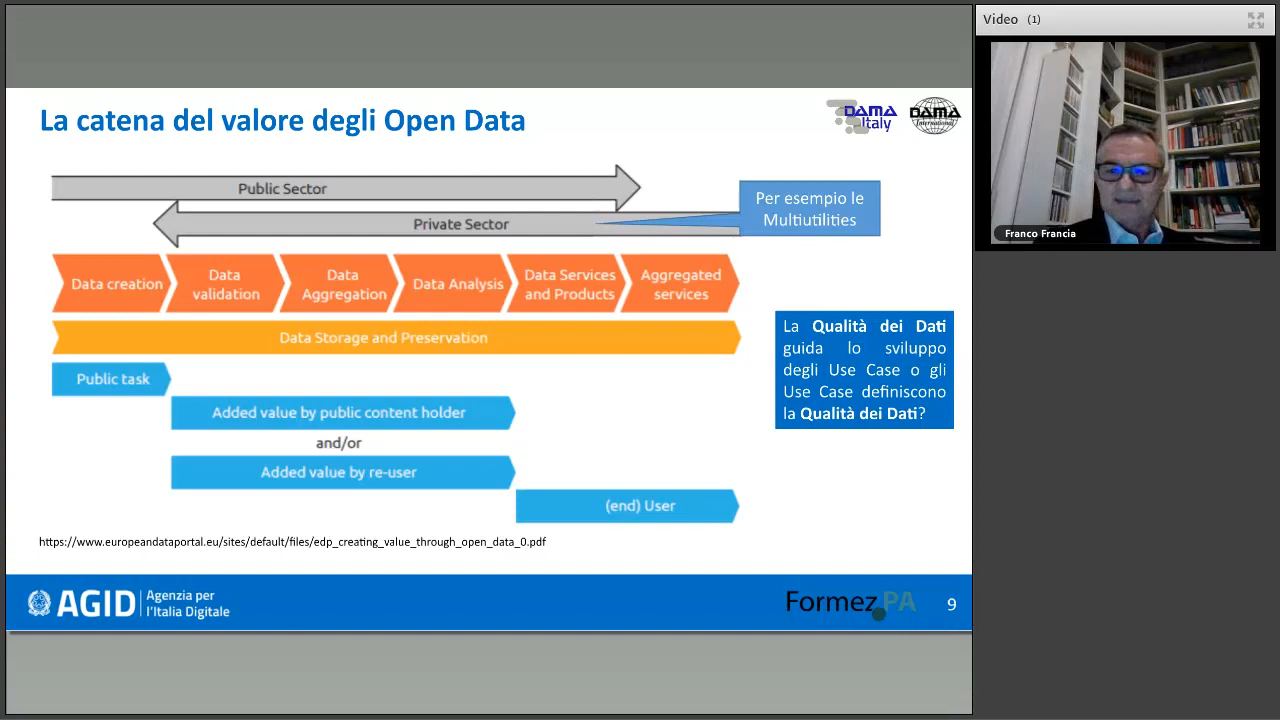 Video (1)
Franco Francia
La catena del valore degli Open Data
DAMA
Italy
DAMA
International
Public Sector
Private Sector
Per esempio le
Multiutilities
Data creation
Data
validation
Data
Aggregation
Data Analysis
Data Services
and Products
Aggregated
services
Data Storage and Preservation
La Qualità dei Dati
guida lo sviluppo
degli Use Case o gli
Use Case definiscono
la Qualità dei Dati?
Public task
Added value by public content holder
and/or
Added value by re-user
(end) User
https://www.europeandataportal.eu/sites/default/files/edp_creating_value_through_open_data_0.pdf
AGID
Agenzia per
l'Italia Digitale
Formez PA
9